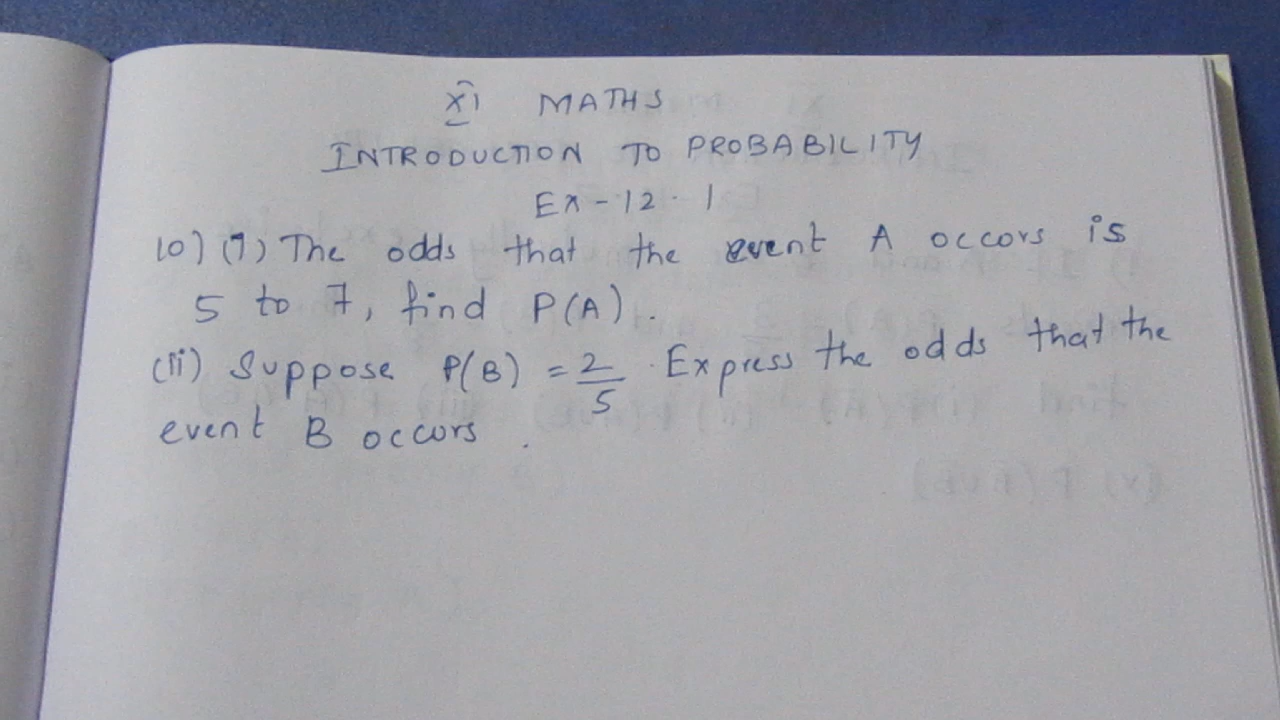 XI MATHS
INTRODUCTION TO PROBABILITY
Ex - 12.1
10) (i) The odds that the event A occors is
5 to 7, find P(A).
(ii) Suppose P(B) = 2/5. Express the odds that the
event B occurs.